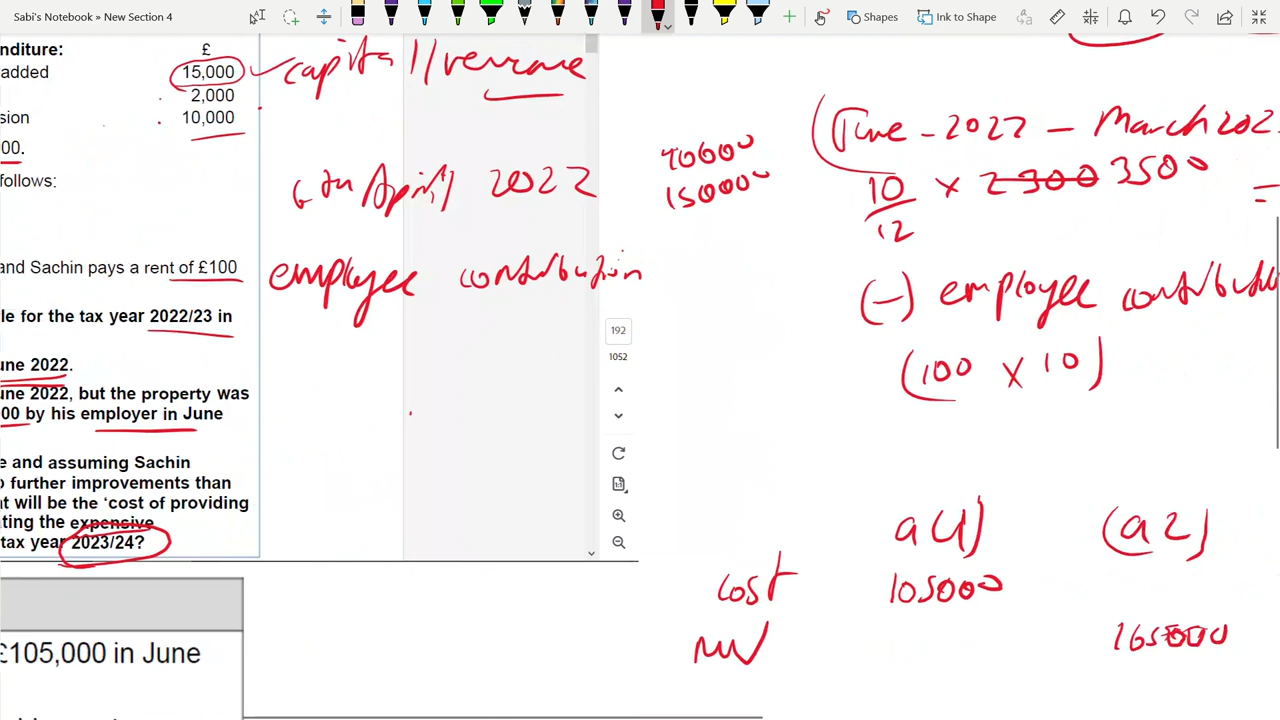 Sabi's Notebook » New Section 4
Shapes
Ink to Shape
nditure:
£
added
15,000
capital/revenue
2,000
sion
10,000
00.
follows:
6th April 2022
40000
150000
June - 2022 - March 202
10/12 x 2300 3500 =
and Sachin pays a rent of £100
employee contribution
(-) employee contribution
(100 x 10)
le for the tax year 2022/23 in
192
1052
une 2022.
une 2022, but the property was
00 by his employer in June
e and assuming Sachin
o further improvements than
at will be the 'cost of providing
ating the expensive
tax year 2023/24?
a(1) (a2)
cost 105000
MV 165000
£105,000 in June